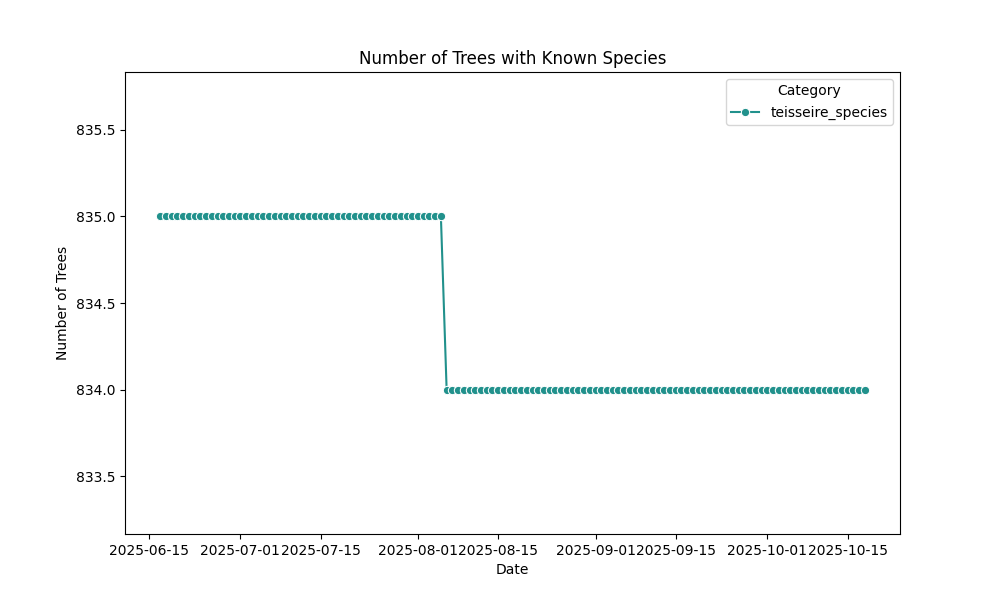 Number of Trees with Known Species
Category
teisseire_species
835.5
835.0
834.5
834.0
833.5
Number of Trees
2025-06-15 2025-07-01 2025-07-15 2025-08-01 2025-08-15 2025-09-01 2025-09-15 2025-10-01 2025-10-15
Date